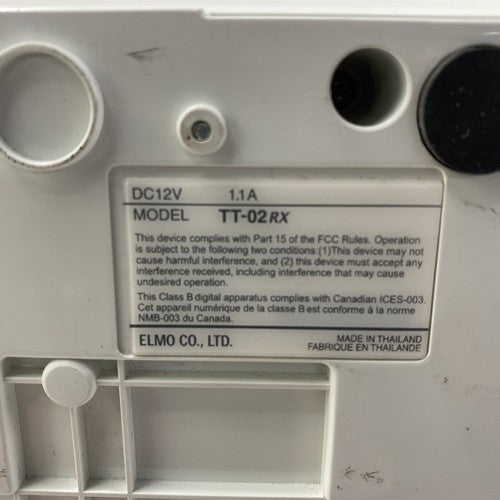 DC12V 1.1A
MODEL TT-02RX
This device complies with Part 15 of the FCC Rules. Operation
is subject to the following two conditions:(1)This device may not
cause harmful interference, and (2) this device must accept any
interference received, including interference that may cause
undesired operation.
This Class B digital apparatus complies with Canadian ICES-003.
Cet appareil numérique de la classe B est conforme à la norme
NMB-003 du Canada.
ELMO CO., LTD.
MADE IN THAILAND
FABRIQUE EN THAILANDE